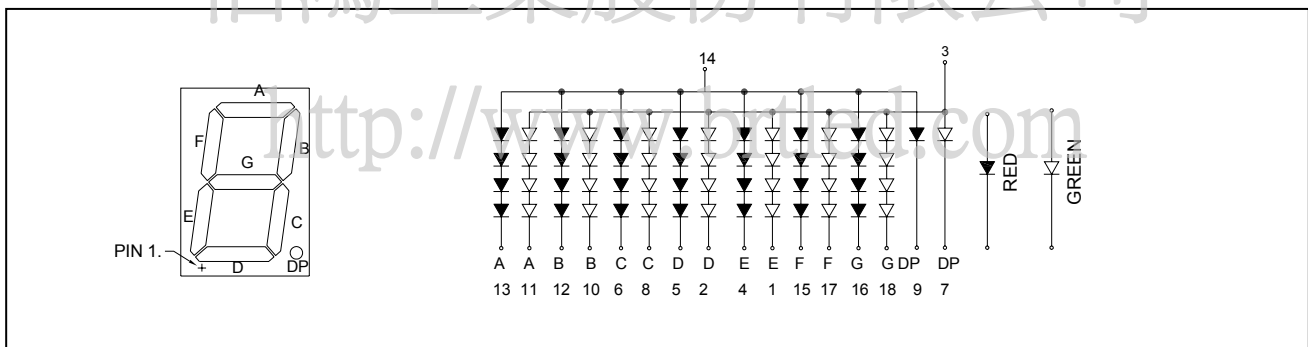 http://www.brtled.com
14
3
A
F
B
G
E
C
D
DP
PIN 1.
+
RED
GREEN
A A B B C C D D E E F F G G DP DP
13 11 12 10 6 8 5 2 4 1 15 17 16 18 9 7